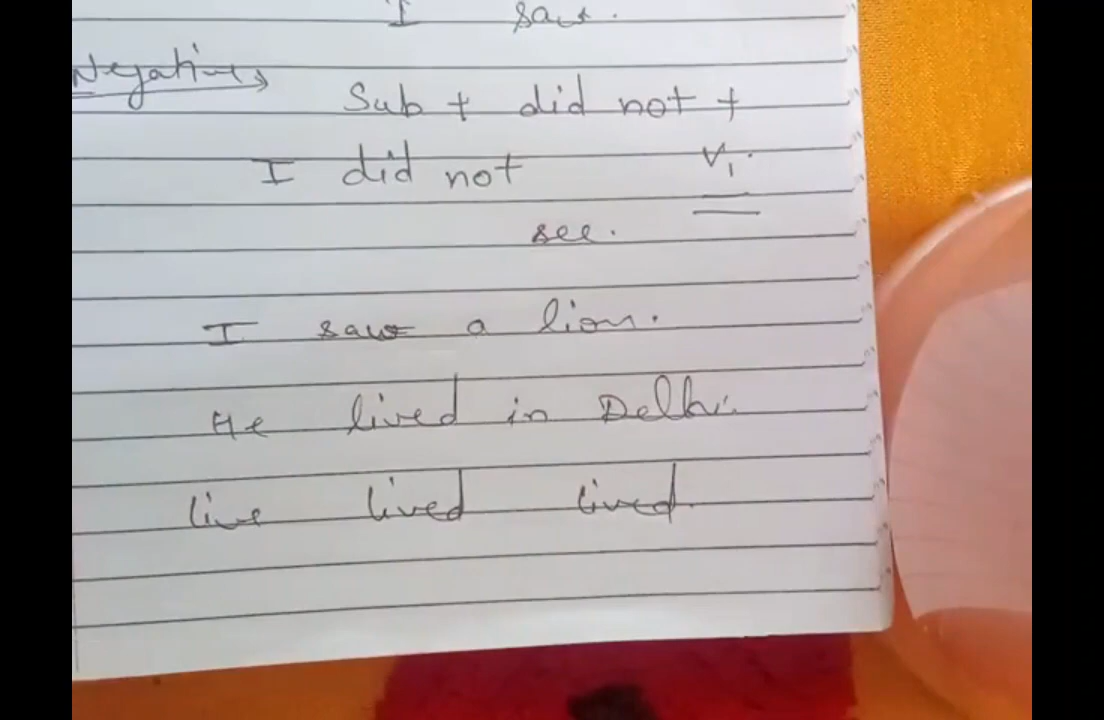 I saw.
Negative→
Sub + did not +
I did not V1.
see.
I saw a lion.
He lived in Delhi.
live lived lived.